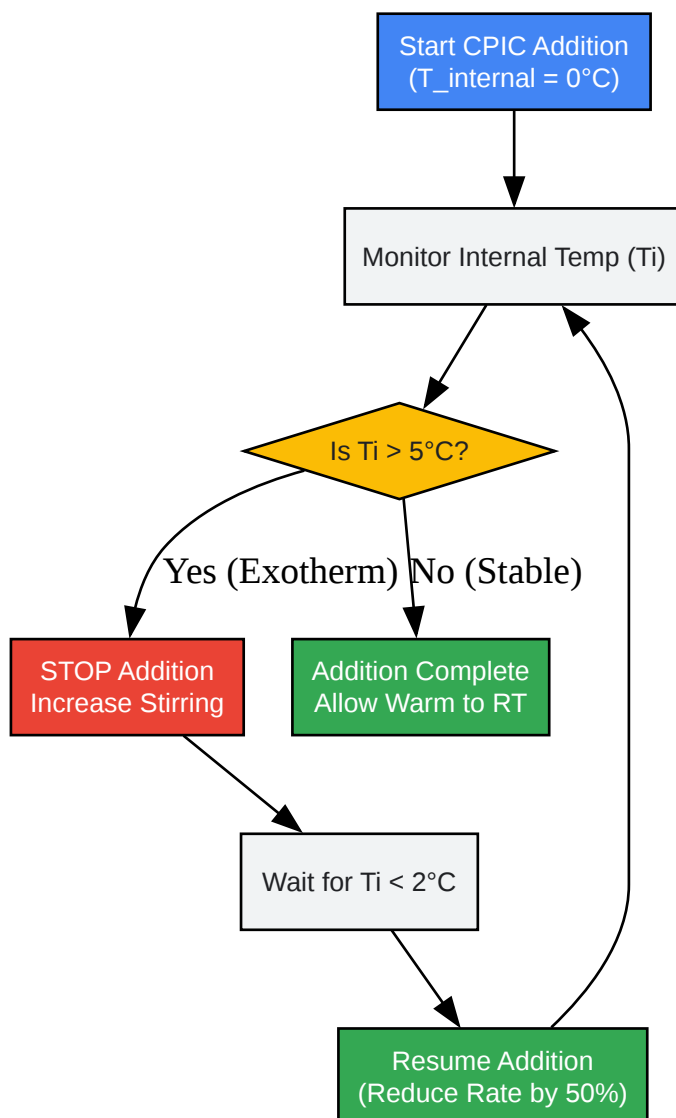 Start CPIC Addition
(T_internal = 0°C)
Monitor Internal Temp (Ti)
Is Ti > 5°C?
Yes (Exotherm)
No (Stable)
STOP Addition
Increase Stirring
Addition Complete
Allow Warm to RT
Wait for Ti < 2°C
Resume Addition
(Reduce Rate by 50%)